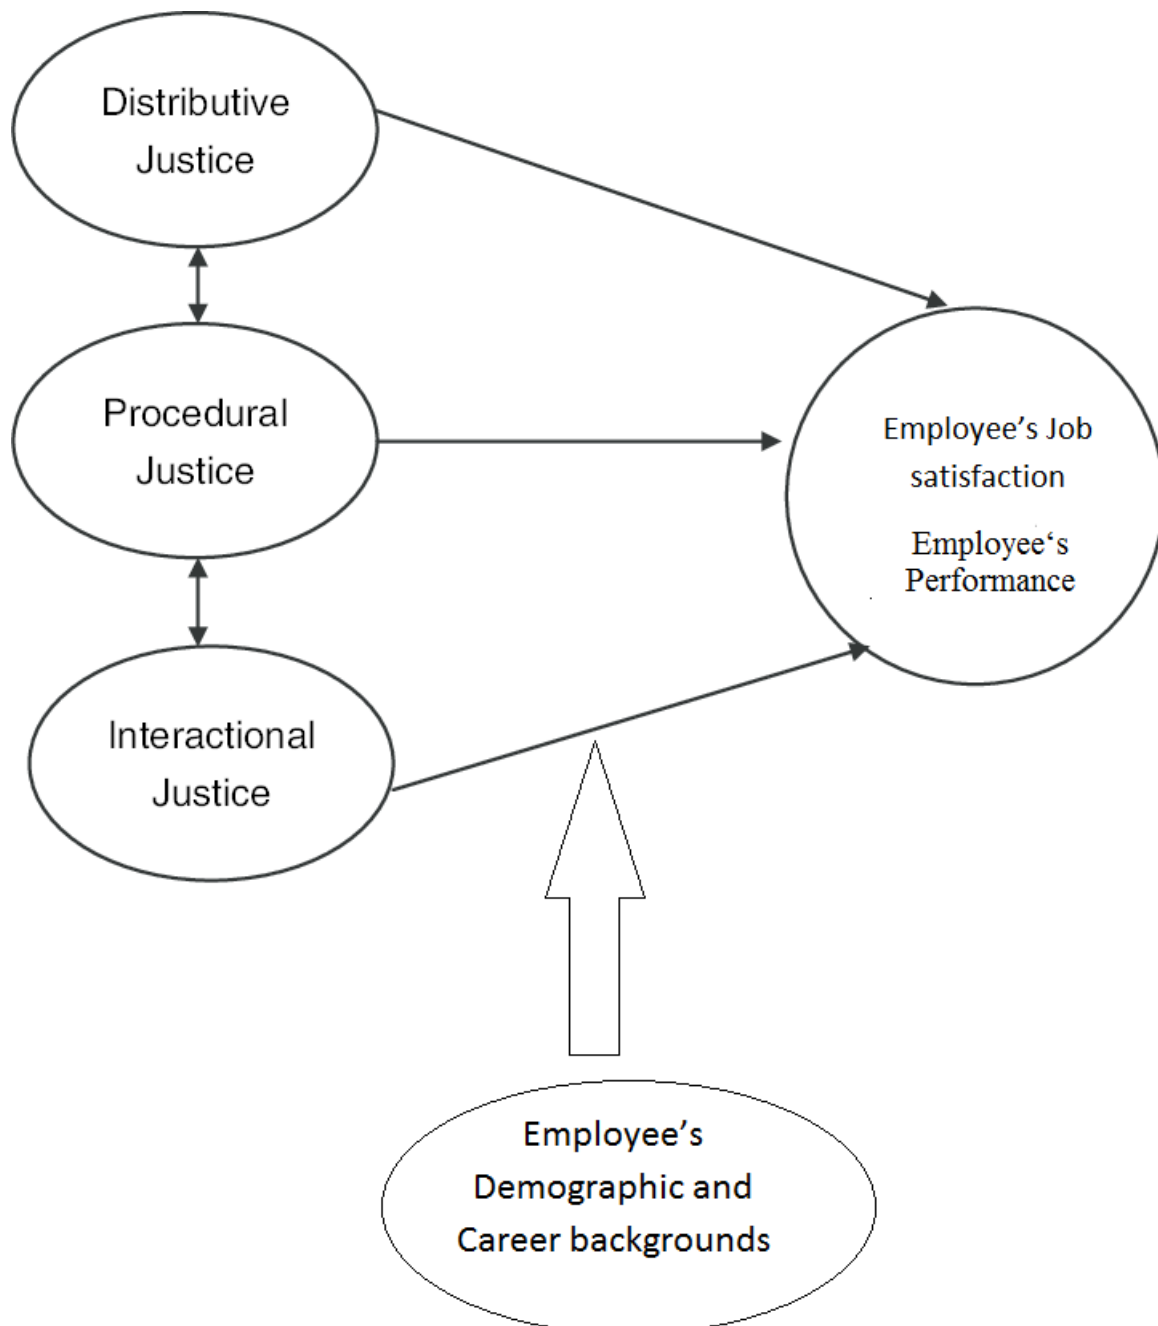 Distributive
Justice
Procedural
Justice
Employee’s Job
satisfaction
Employee‘s
Performance
Interactional
Justice
Employee’s
Demographic and
Career backgrounds